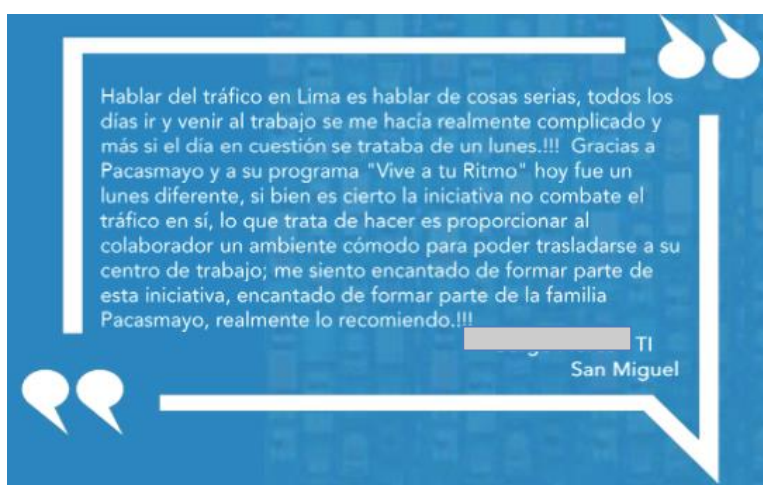 Hablar del tráfico en Lima es hablar de cosas serias, todos los
días ir y venir al trabajo se me hacía realmente complicado y
más si el día en cuestión se trataba de un lunes.!!!  Gracias a
Pacasmayo y a su programa "Vive a tu Ritmo" hoy fue un
lunes diferente, si bien es cierto la iniciativa no combate el
tráfico en sí, lo que trata de hacer es proporcionar al
colaborador un ambiente cómodo para poder trasladarse a su
centro de trabajo; me siento encantado de formar parte de
esta iniciativa, encantado de formar parte de la familia
Pacasmayo, realmente lo recomiendo.!!!
TI
San Miguel